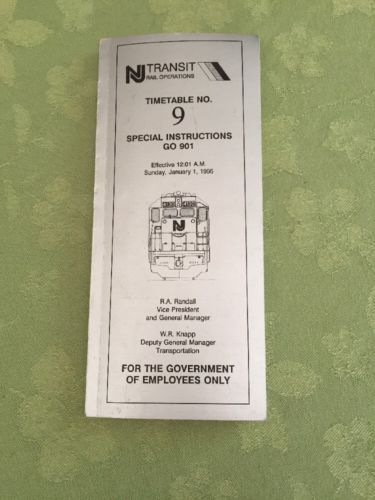 NJ TRANSIT
RAIL OPERATIONS
TIMETABLE NO.
9
SPECIAL INSTRUCTIONS
GO 901
Effective 12:01 A.M.
Sunday, January 1, 1995
R.A. Randall
Vice President
and General Manager
W.R. Knapp
Deputy General Manager
Transportation
FOR THE GOVERNMENT
OF EMPLOYEES ONLY